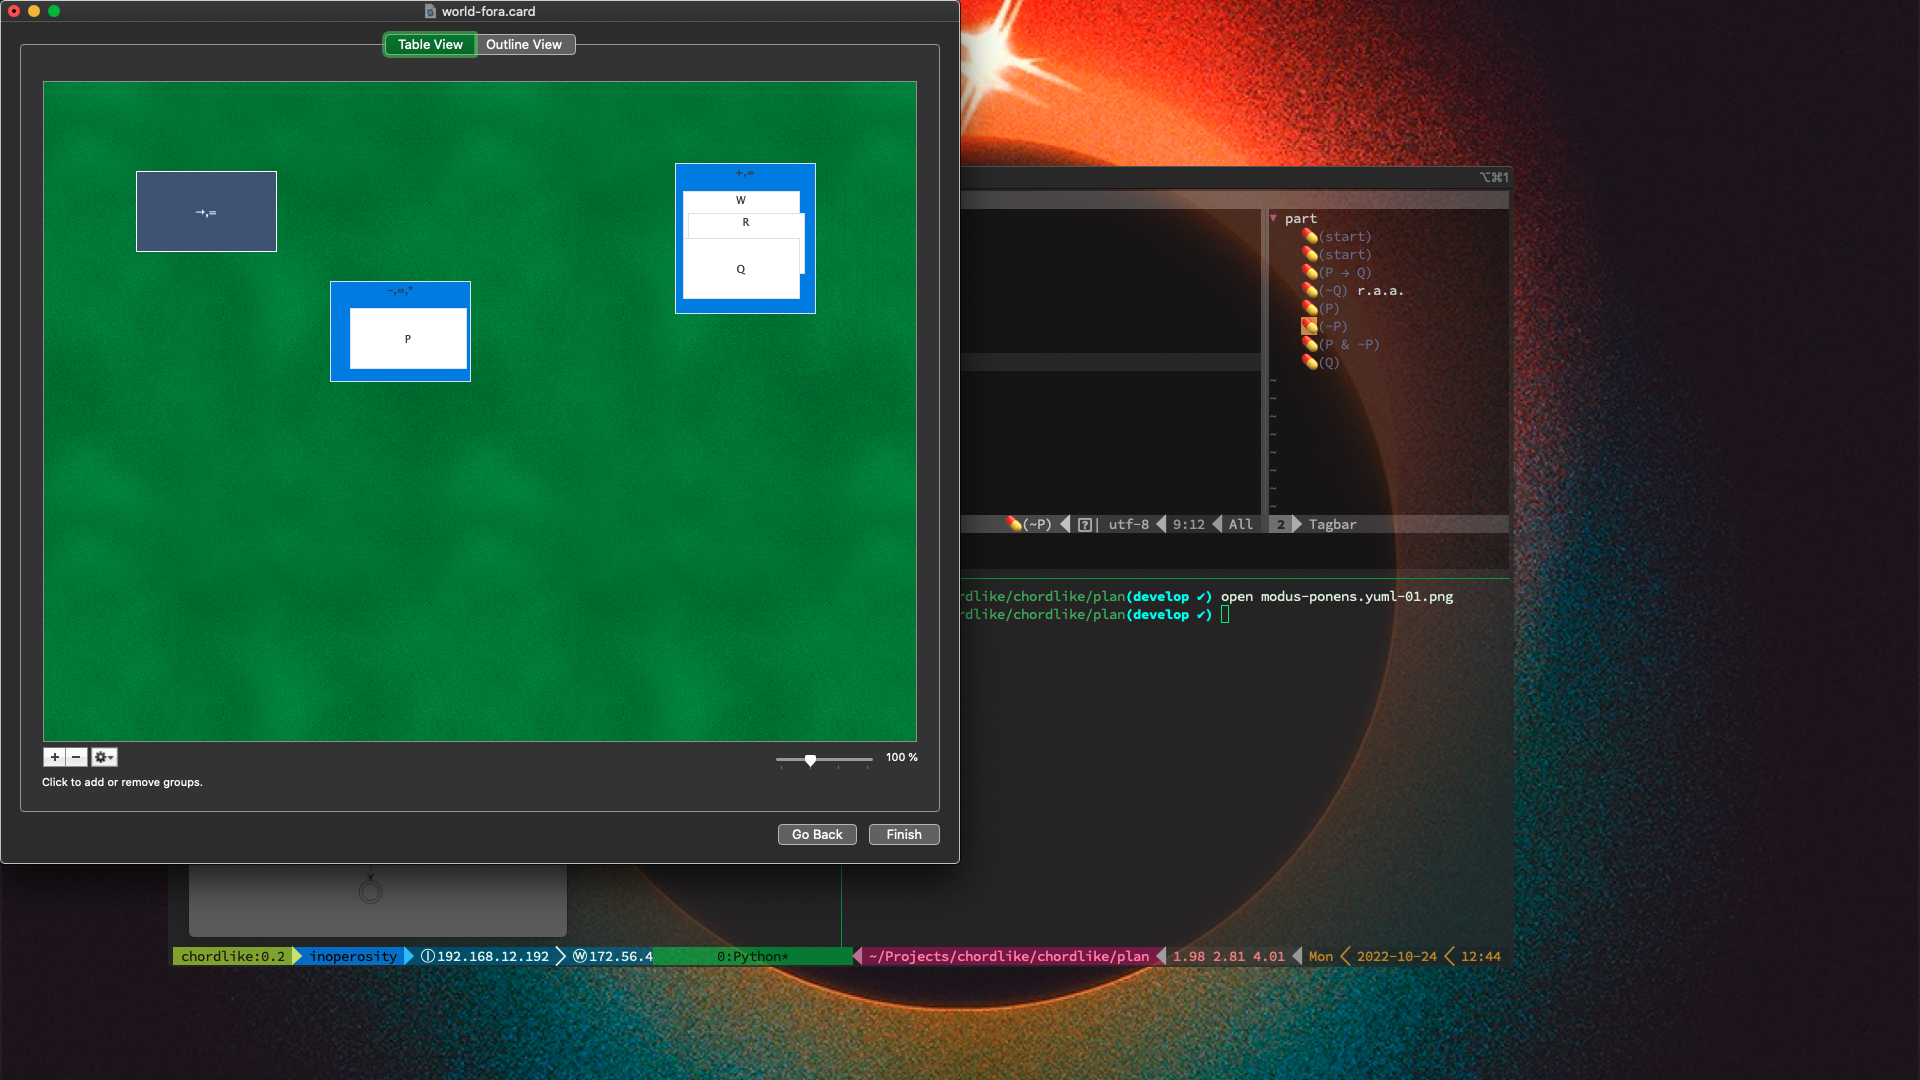 world-fora.card
Table View Outline View
→,=
+,=
W
R
Q
-,=,*
P
+ −
100 %
Click to add or remove groups.
Go Back Finish
⌥⌘1
▼ part
💊(start)
💊(start)
💊(P → Q)
💊(~Q) r.a.a.
💊(P)
💊(~P)
💊(P & ~P)
💊(Q)
~
~
~
~
~
~
~
~
💊(~P) [?]| utf-8 9:12 All 2 Tagbar
rdlike/chordlike/plan(develop ✔) open modus-ponens.yuml-01.png
rdlike/chordlike/plan(develop ✔)
chordlike:0.2 inoperosity Ⓛ192.168.12.192 Ⓦ172.56.4 0:Python* ~/Projects/chordlike/chordlike/plan 1.98 2.81 4.01 Mon 2022-10-24 12:44